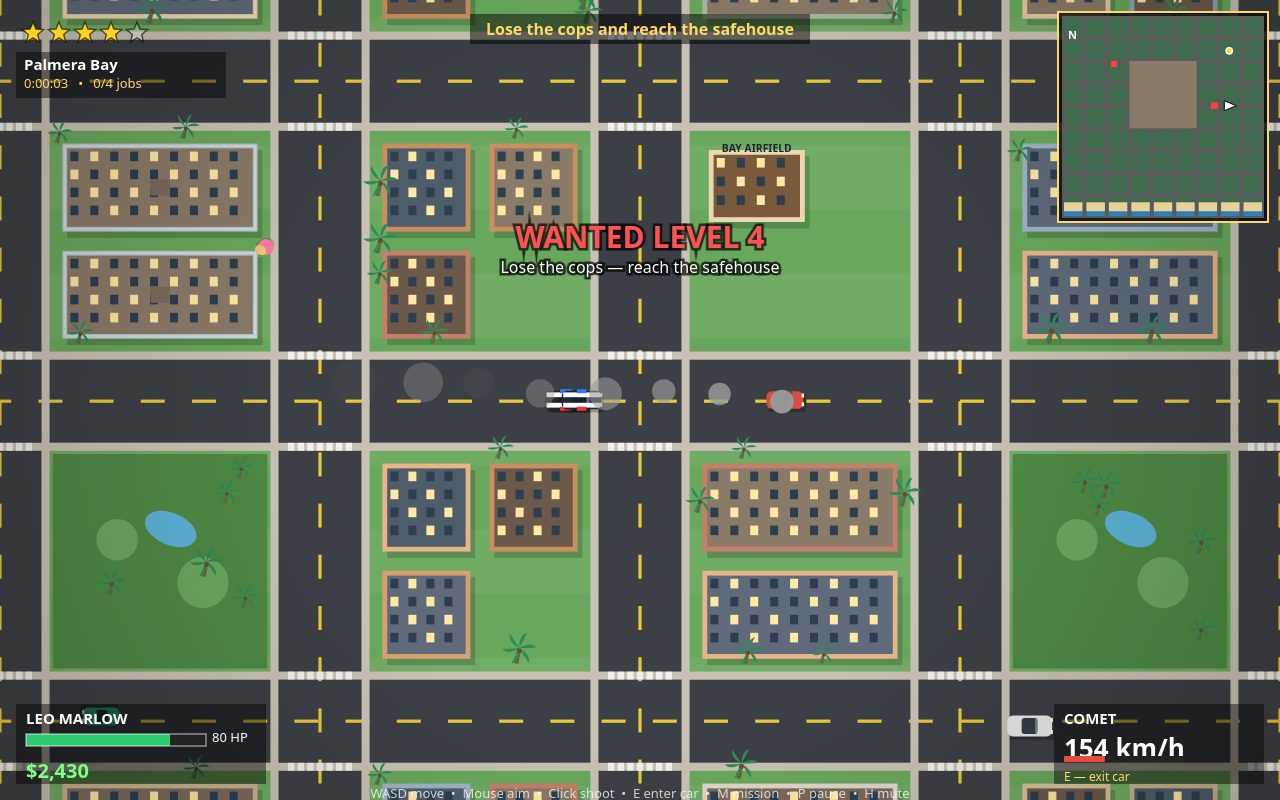 Lose the cops and reach the safehouse
Palmera Bay
0:00:03 • 0/4 jobs
N
BAY AIRFIELD
WANTED LEVEL 4
Lose the cops — reach the safehouse
LEO MARLOW
80 HP
$2,430
COMET
154 km/h
E — exit car
WASD move • Mouse aim • Click shoot • E enter car • M mission • P pause • H mute